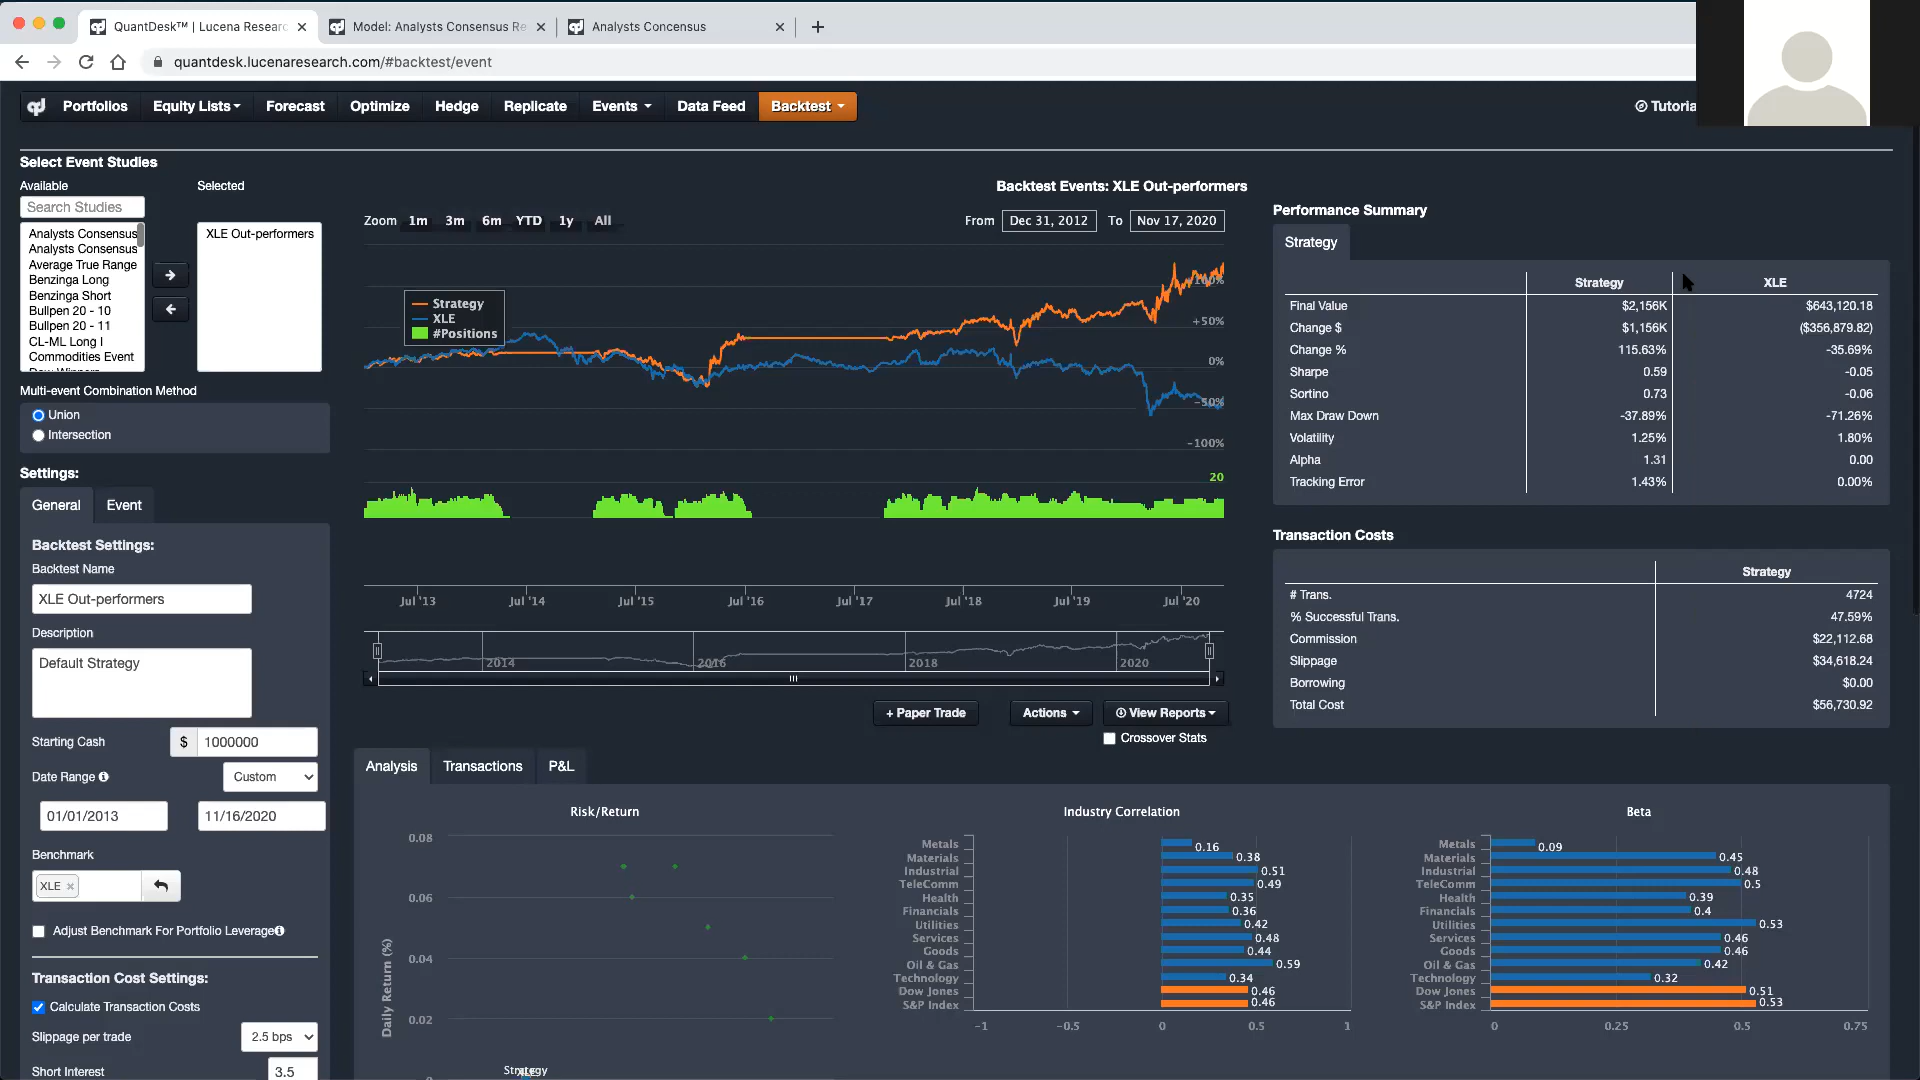 QuantDesk™ | Lucena Researc
Model: Analysts Consensus Re
Analysts Concensus
quantdesk.lucenaresearch.com/#backtest/event
qd Portfolios Equity Lists Forecast Optimize Hedge Replicate Events Data Feed Backtest Tutoria
Select Event Studies
Available
Selected
Search Studies
Analysts Consensus
Analysts Consensus
Average True Range
Benzinga Long
Benzinga Short
Bullpen 20 - 10
Bullpen 20 - 11
CL-ML Long I
Commodities Event
Dow Winners
XLE Out-performers
Multi-event Combination Method
Union
Intersection
Settings:
General Event
Backtest Settings:
Backtest Name
XLE Out-performers
Description
Default Strategy
Starting Cash $ 1000000
Date Range Custom
01/01/2013 11/16/2020
Benchmark
XLE ×
Adjust Benchmark For Portfolio Leverage
Transaction Cost Settings:
Calculate Transaction Costs
Slippage per trade 2.5 bps
Short Interest 3.5
Backtest Events: XLE Out-performers
Zoom 1m 3m 6m YTD 1y All
From Dec 31, 2012 To Nov 17, 2020
Strategy
XLE
#Positions
+100%
+50%
0%
-50%
-100%
20
Jul '13 Jul '14 Jul '15 Jul '16 Jul '17 Jul '18 Jul '19 Jul '20
2014 2016 2018 2020
+ Paper Trade Actions View Reports
Crossover Stats
Performance Summary
Strategy
Strategy XLE
Final Value $2,156K $643,120.18
Change $ $1,156K ($356,879.82)
Change % 115.63% -35.69%
Sharpe 0.59 -0.05
Sortino 0.73 -0.06
Max Draw Down -37.89% -71.26%
Volatility 1.25% 1.80%
Alpha 1.31 0.00
Tracking Error 1.43% 0.00%
Transaction Costs
Strategy
# Trans. 4724
% Successful Trans. 47.59%
Commission $22,112.68
Slippage $34,618.24
Borrowing $0.00
Total Cost $56,730.92
Analysis Transactions P&L
Risk/Return
Daily Return (%)
0.08
0.06
0.04
0.02
0
Strategy
XLE
Industry Correlation
Metals 0.16
Materials 0.38
Industrial 0.51
TeleComm 0.49
Health 0.35
Financials 0.36
Utilities 0.42
Services 0.48
Goods 0.44
Oil & Gas 0.59
Technology 0.34
Dow Jones 0.46
S&P Index 0.46
-1 -0.5 0 0.5 1
Beta
Metals 0.09
Materials 0.45
Industrial 0.48
TeleComm 0.5
Health 0.39
Financials 0.4
Utilities 0.53
Services 0.46
Goods 0.46
Oil & Gas 0.42
Technology 0.32
Dow Jones 0.51
S&P Index 0.53
0 0.25 0.5 0.75